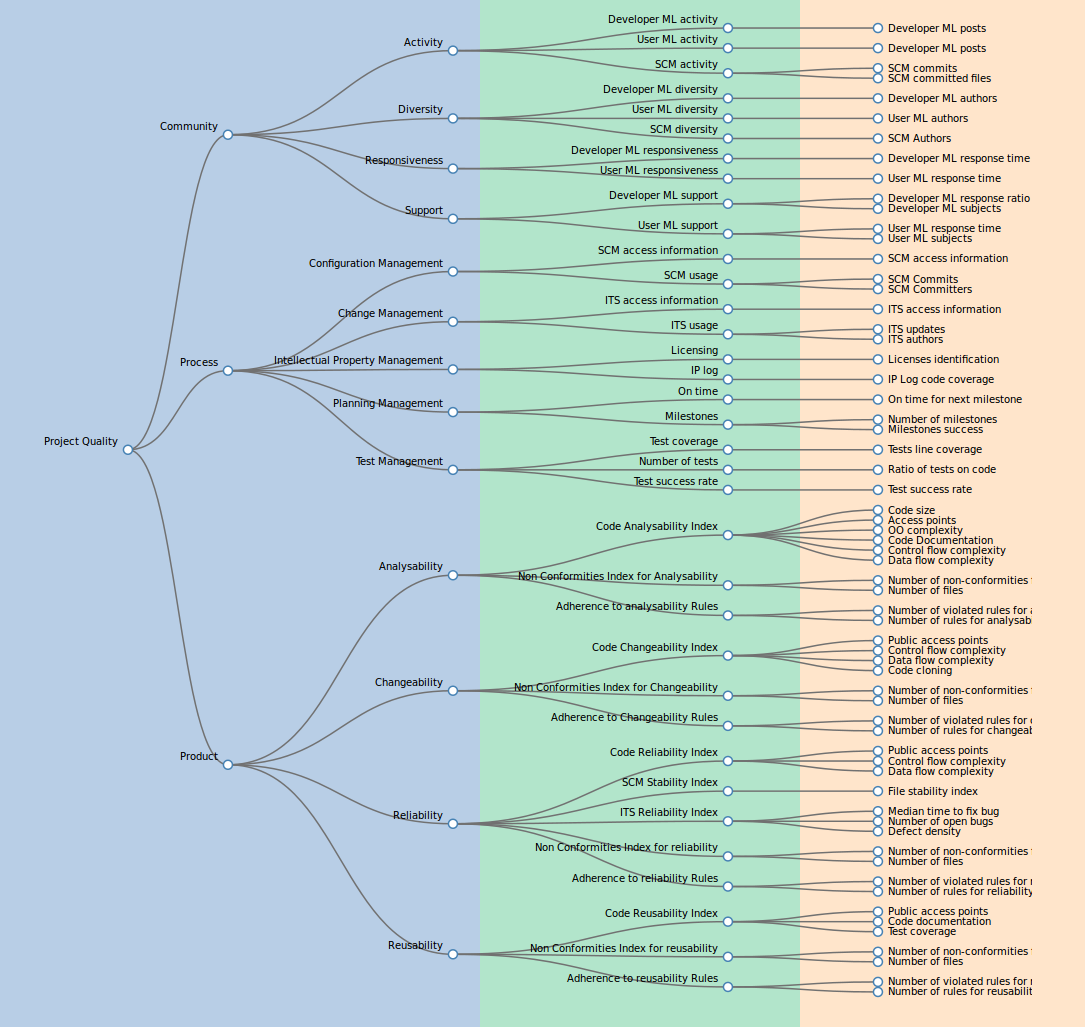 Project Quality
Community
Activity
Developer ML activity
Developer ML posts
User ML activity
Developer ML posts
SCM activity
SCM commits
SCM committed files
Diversity
Developer ML diversity
Developer ML authors
User ML diversity
User ML authors
SCM diversity
SCM Authors
Responsiveness
Developer ML responsiveness
Developer ML response time
User ML responsiveness
User ML response time
Support
Developer ML support
Developer ML response ratio
Developer ML subjects
User ML support
User ML response time
User ML subjects
Process
Configuration Management
SCM access information
SCM access information
SCM usage
SCM Commits
SCM Committers
Change Management
ITS access information
ITS access information
ITS usage
ITS updates
ITS authors
Intellectual Property Management
Licensing
Licenses identification
IP log
IP Log code coverage
Planning Management
On time
On time for next milestone
Milestones
Number of milestones
Milestones success
Test Management
Test coverage
Tests line coverage
Number of tests
Ratio of tests on code
Test success rate
Test success rate
Product
Analysability
Code Analysability Index
Code size
Access points
OO complexity
Code Documentation
Control flow complexity
Data flow complexity
Non Conformities Index for Analysability
Number of non-conformities
Number of files
Adherence to analysability Rules
Number of violated rules for
Number of rules for analysab
Changeability
Code Changeability Index
Public access points
Control flow complexity
Data flow complexity
Code cloning
Non Conformities Index for Changeability
Number of non-conformities
Number of files
Adherence to Changeability Rules
Number of violated rules for
Number of rules for changeab
Reliability
Code Reliability Index
Public access points
Control flow complexity
Data flow complexity
SCM Stability Index
File stability index
ITS Reliability Index
Median time to fix bug
Number of open bugs
Defect density
Non Conformities Index for reliability
Number of non-conformities
Number of files
Adherence to reliability Rules
Number of violated rules for
Number of rules for reliability
Reusability
Code Reusability Index
Public access points
Code documentation
Test coverage
Non Conformities Index for reusability
Number of non-conformities
Number of files
Adherence to reusability Rules
Number of violated rules for
Number of rules for reusabilit